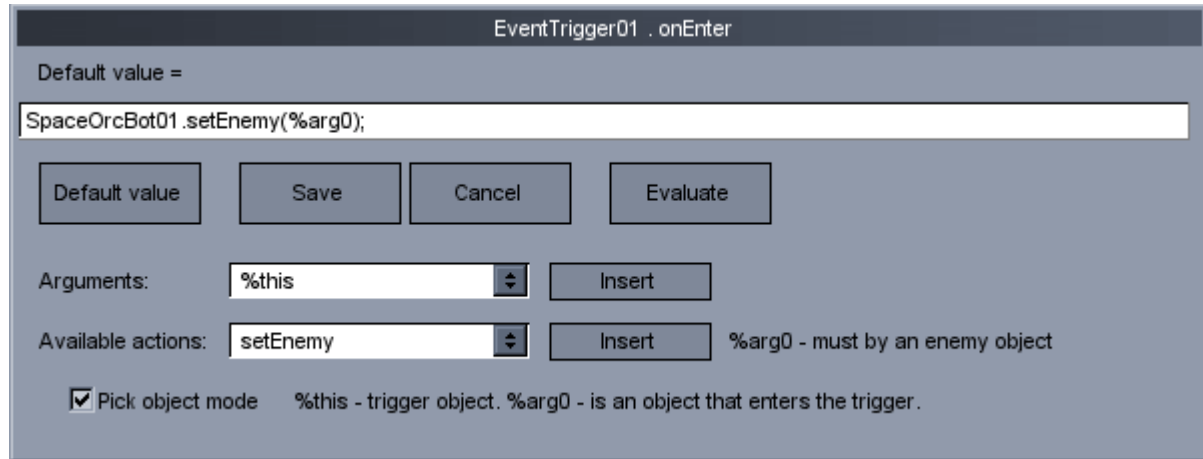 EventTrigger01 . onEnter
Default value =
SpaceOrcBot01.setEnemy(%arg0);
Default value Save Cancel Evaluate
Arguments: %this Insert
Available actions: setEnemy Insert %arg0 - must by an enemy object
Pick object mode %this - trigger object. %arg0 - is an object that enters the trigger.